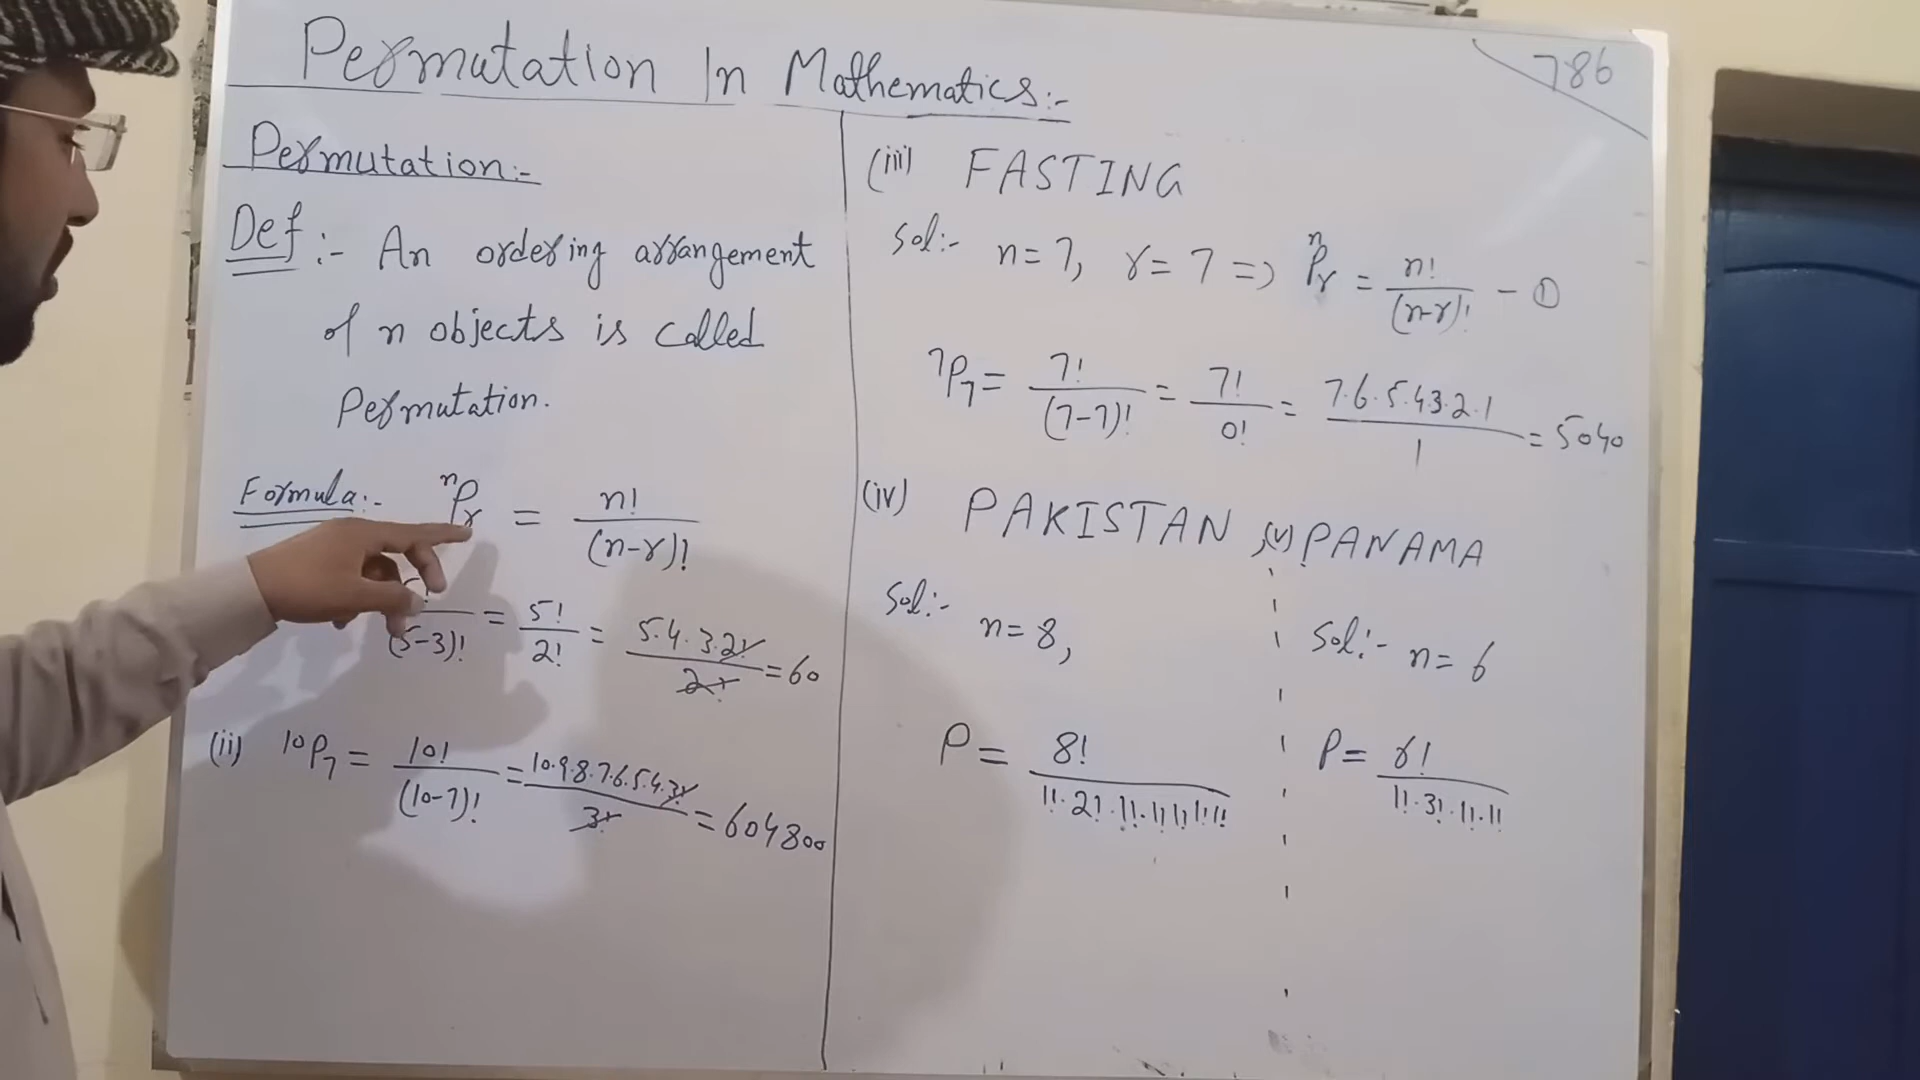 Permutation In Mathematics:-
786
Permutation:-
Def:- An ordering arrangement
of n objects is called
Permutation.
Formula:- ⁿPᵣ = n!/(n-r)!
/(5-3)! = 5!/2! = 5.4.3.2!/2! = 60
(ii) ¹⁰P₇ = 10!/(10-7)! = 10.9.8.7.6.5.4.3!/3! = 604800
(iii) FASTING
Sol:- n=7, r=7 => ⁿPᵣ = n!/(n-r)! - ①
⁷P₇ = 7!/(7-7)! = 7!/0! = 7.6.5.4.3.2.1/1 = 5040
(iv) PAKISTAN ,(v) PANAMA
Sol:- n=8,
P = 8!/1!.2!.1!.1!1!1!1!
Sol:- n=6
P = 6!/1!.3!.1!.1!